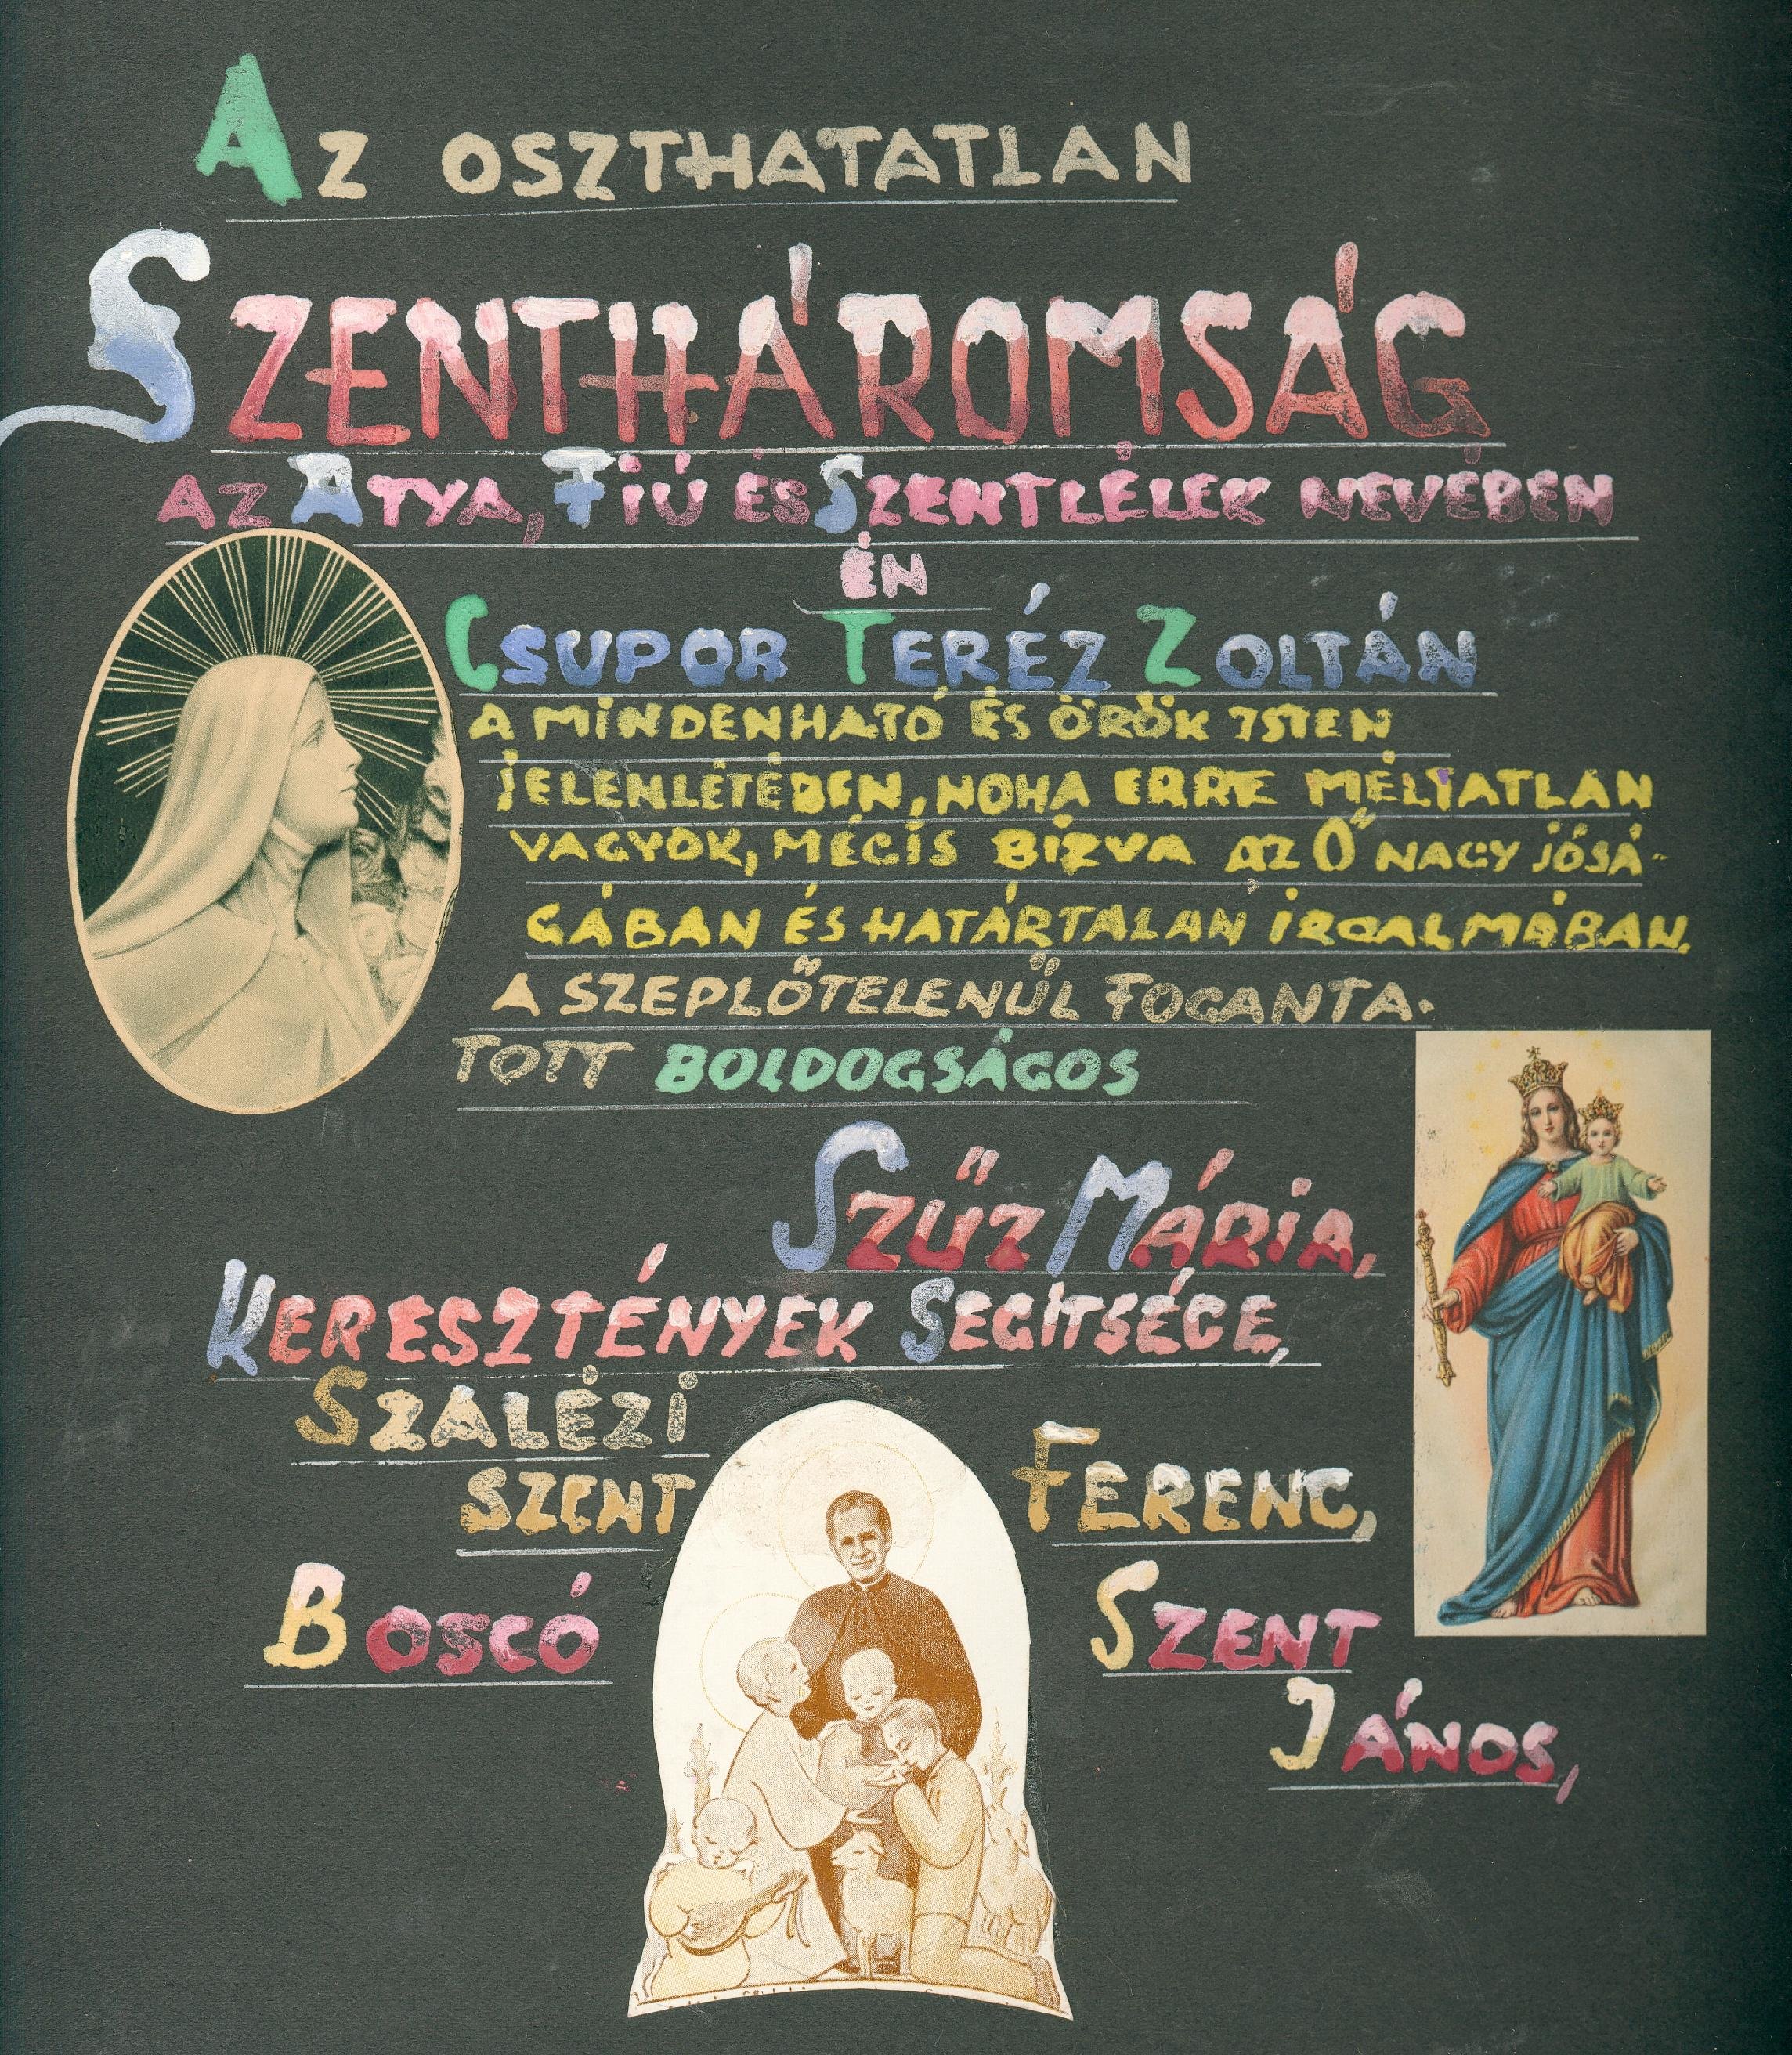 Az OSZTHATATLAN
SZENTHÁROMSÁG
AZ ATYA, FIÚ ÉS SZENTLÉLEK NEVÉBEN
ÉN
CSUPOR TERÉZ ZOLTÁN
A MINDENHATÓ ÉS ÖRÖK ISTEN
JELENLÉTÉBEN, NOHA ERRE MÉLTATLAN
VAGYOK, MÉGIS BÍZVA AZ Ő NAGY JÓSÁ-
GÁBAN ÉS HATÁRTALAN IRGALMÁBAN.
A SZEPLŐTELENÜL FOGANTA-
TOTT BOLDOGSÁGOS
SZŰZ MÁRIA,
KERESZTÉNYEK SEGÍTSÉGE,
SZALÉZI
SZENT FERENC,
BOSCÓ SZENT
JÁNOS,